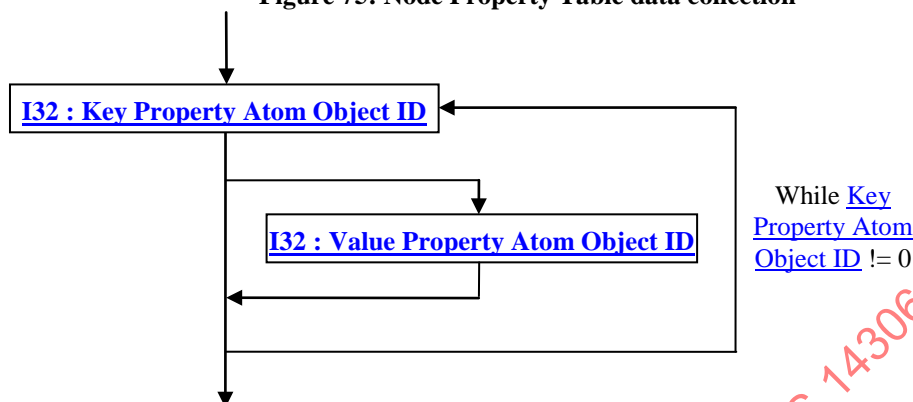 Figure 75: Node Property Table data collection
I32 : Key Property Atom Object ID
I32 : Value Property Atom Object ID
While Key
Property Atom
Object ID != 0
14306